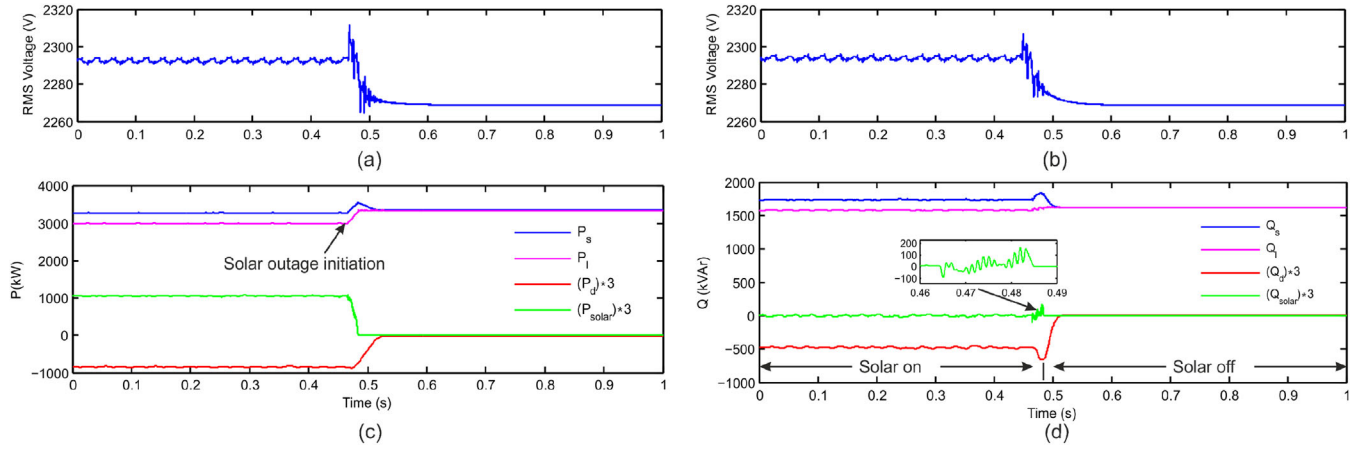 2320
2300
2280
2260
RMS Voltage (V)
0 0.1 0.2 0.3 0.4 0.5 0.6 0.7 0.8 0.9 1
(a)
2320
2300
2280
2260
RMS Voltage (V)
0 0.1 0.2 0.3 0.4 0.5 0.6 0.7 0.8 0.9 1
(b)
4000
3000
2000
1000
0
−1000
P(kW)
Solar outage initiation
P_s
P_l
(P_d)*3
(P_solar)*3
0 0.1 0.2 0.3 0.4 0.5 0.6 0.7 0.8 0.9 1
Time (s)
(c)
2000
1500
1000
500
0
−500
−1000
Q (kVAr)
200
100
0
−100
0.46 0.47 0.48 0.49
Q_s
Q_l
(Q_d)*3
(Q_solar)*3
Solar on
Solar off
0 0.1 0.2 0.3 0.4 0.5 0.6 0.7 0.8 0.9 1
Time (s)
(d)